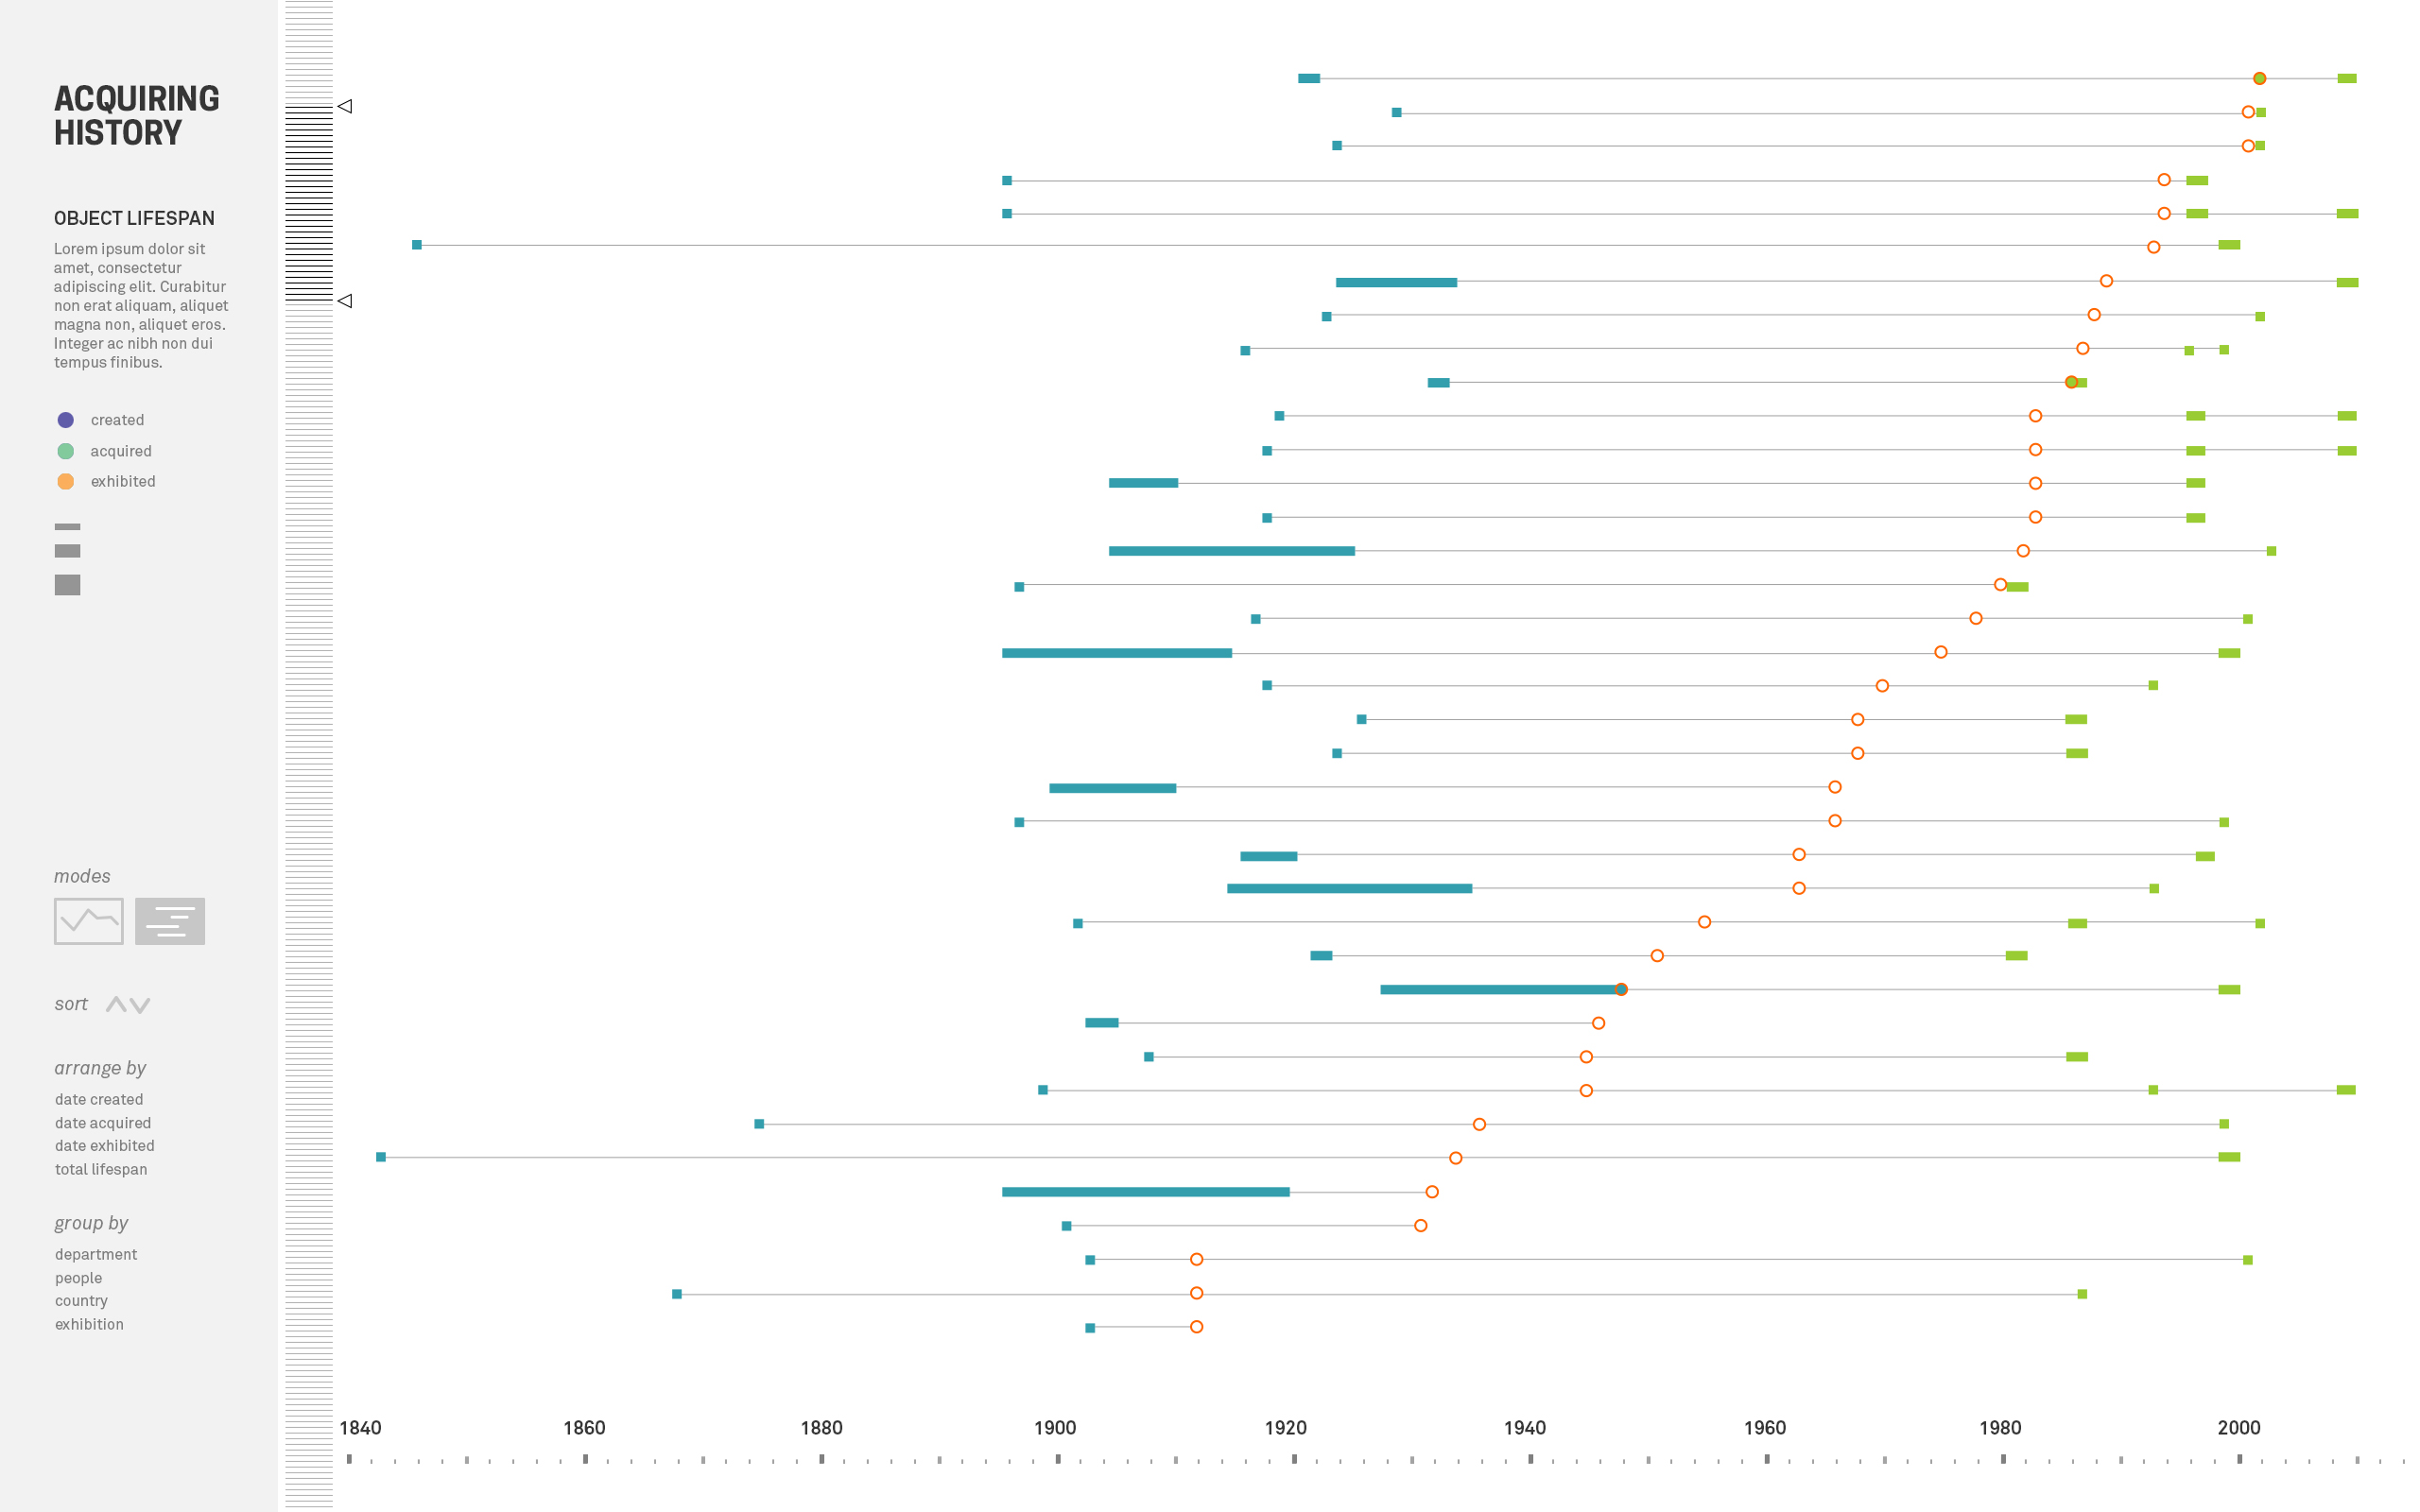 ACQUIRING
HISTORY
OBJECT LIFESPAN
Lorem ipsum dolor sit
amet, consectetur
adipiscing elit. Curabitur
non erat aliquam, aliquet
magna non, aliquet eros.
Integer ac nibh non dui
tempus finibus.
created
acquired
exhibited
modes
sort
arrange by
date created
date acquired
date exhibited
total lifespan
group by
department
people
country
exhibition
1840 1860 1880 1900 1920 1940 1960 1980 2000